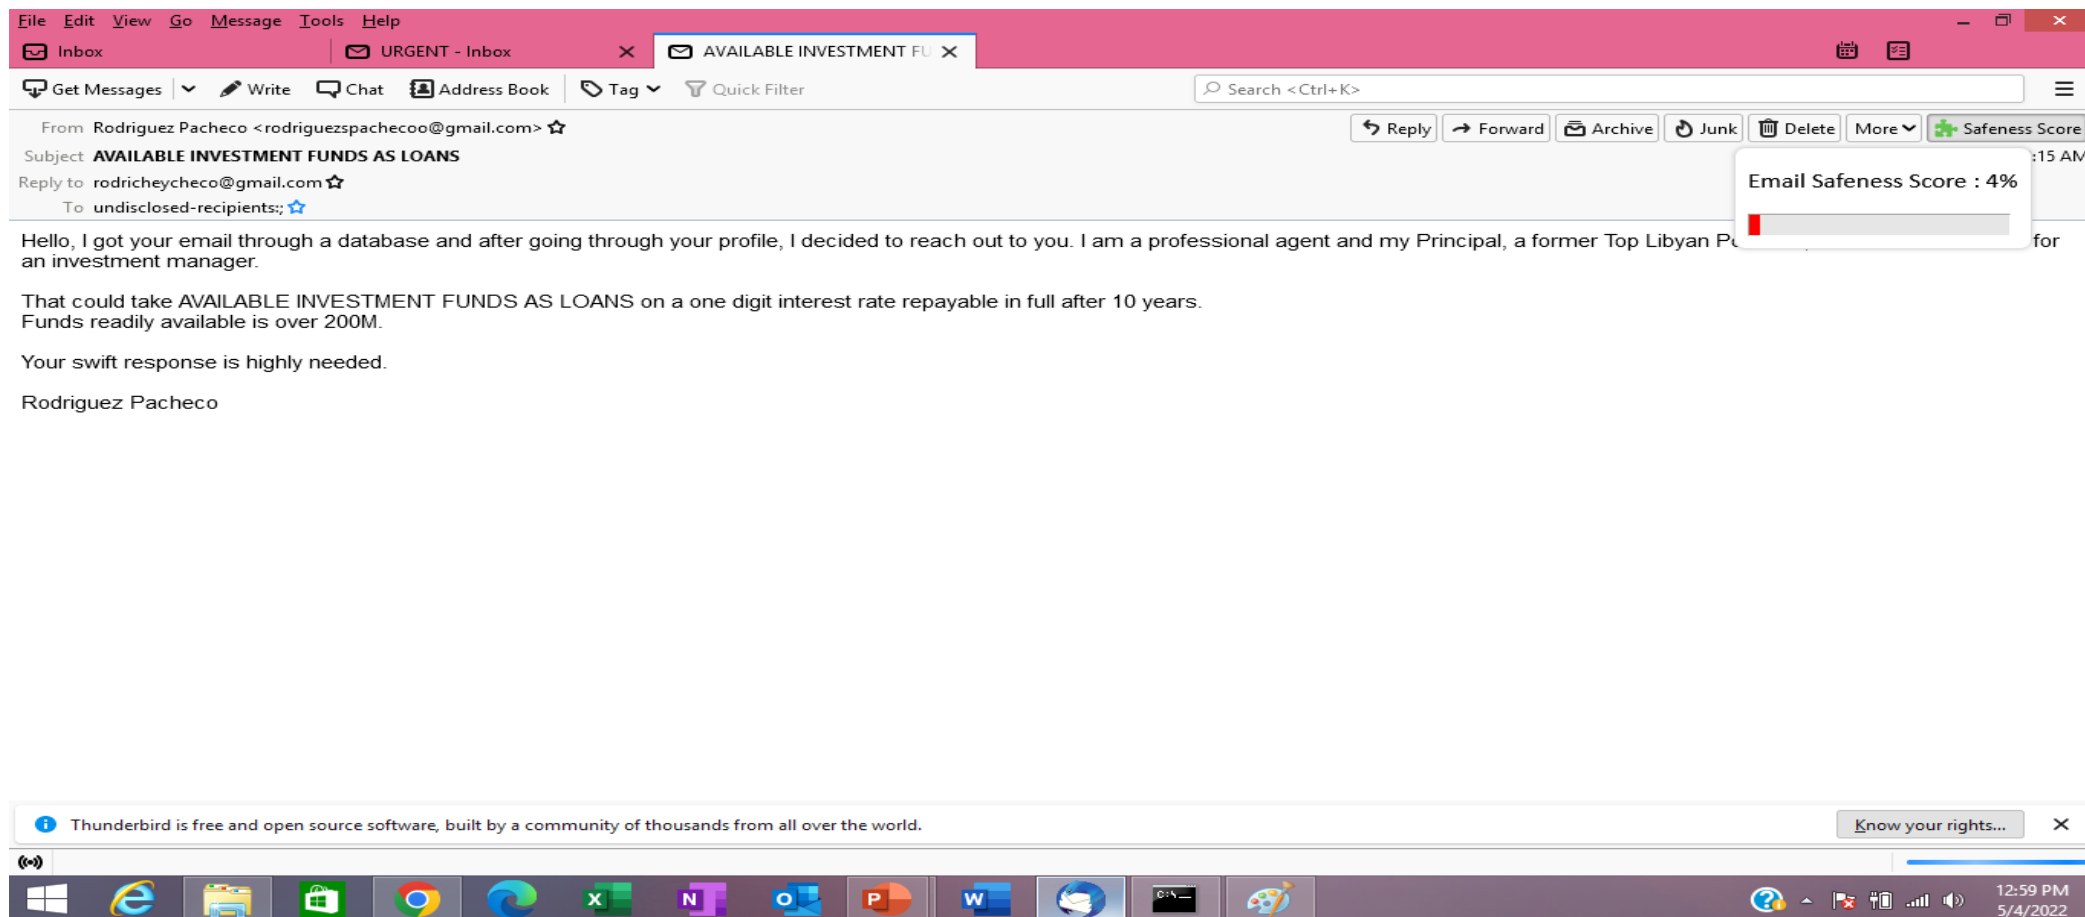 File Edit View Go Message Tools Help
Inbox
URGENT - Inbox
AVAILABLE INVESTMENT FU
Get Messages Write Chat Address Book Tag Quick Filter Search <Ctrl+K>
From Rodriguez Pacheco <rodriguezspachecoo@gmail.com>
Reply Forward Archive Junk Delete More Safeness Score
Subject AVAILABLE INVESTMENT FUNDS AS LOANS
:15 AM
Reply to rodricheycheco@gmail.com
Email Safeness Score : 4%
To undisclosed-recipients:;
Hello, I got your email through a database and after going through your profile, I decided to reach out to you. I am a professional agent and my Principal, a former Top Libyan for
an investment manager.
That could take AVAILABLE INVESTMENT FUNDS AS LOANS on a one digit interest rate repayable in full after 10 years.
Funds readily available is over 200M.
Your swift response is highly needed.
Rodriguez Pacheco
Thunderbird is free and open source software, built by a community of thousands from all over the world.
Know your rights...
12:59 PM
5/4/2022